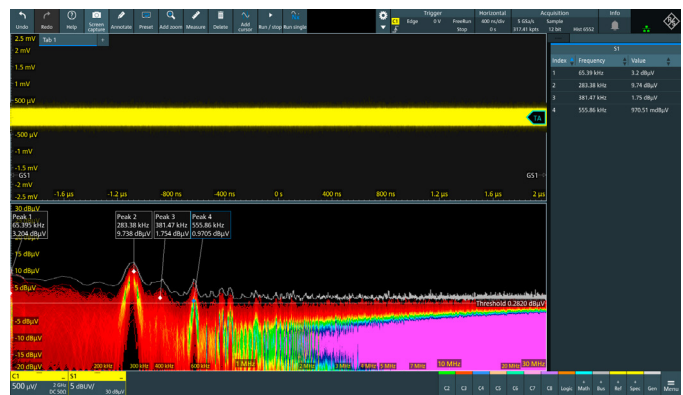 Undo
Redo
Help
Screen capture
Annotate
Preset
Add zoom
Measure
Delete
Add cursor
Run / stop
Run single
Trigger
C1 Edge 0 V FreeRun
Stop
Horizontal
400 ns/div 5 GSa/s
0 s 317.41 kpts
Acquisition
Sample
12 bit Hist 6552
Info
Tab 1 +
2.5 mV
2 mV
1.5 mV
1 mV
500 µV
-500 µV
-1 mV
-1.5 mV
GS1
-2 mV
-2.5 mV
TA
GS1
-1.6 µs -1.2 µs -800 ns -400 ns 0 s 400 ns 800 ns 1.2 µs 1.6 µs 2 µs
S1
Index Frequency Value
1 65.39 kHz 3.2 dBµV
2 283.38 kHz 9.74 dBµV
3 381.47 kHz 1.75 dBµV
4 555.86 kHz 970.51 mdBµV
30 dBµV
Peak 1
65.395 kHz
3.204 dBµV
Peak 2
283.38 kHz
9.738 dBµV
Peak 3
381.47 kHz
1.754 dBµV
Peak 4
555.86 kHz
0.9705 dBµV
15 dBµV
10 dBµV
5 dBµV
Threshold 0.2820 dBµV
-5 dBµV
-10 dBµV
-15 dBµV
-20 dBµV
200 kHz 300 kHz 400 kHz 600 kHz 1 MHz 2 MHz 3 MHz 4 MHz 5 MHz 7 MHz 10 MHz 20 MHz 30 MHz
C1
500 µV/ 2 GHz
DC 50Ω
S1
5 dBUV/
30 dBµV
C2 C3 C4 C5 C6 C7 C8 Logic Math Bus Ref Spec Gen Menu